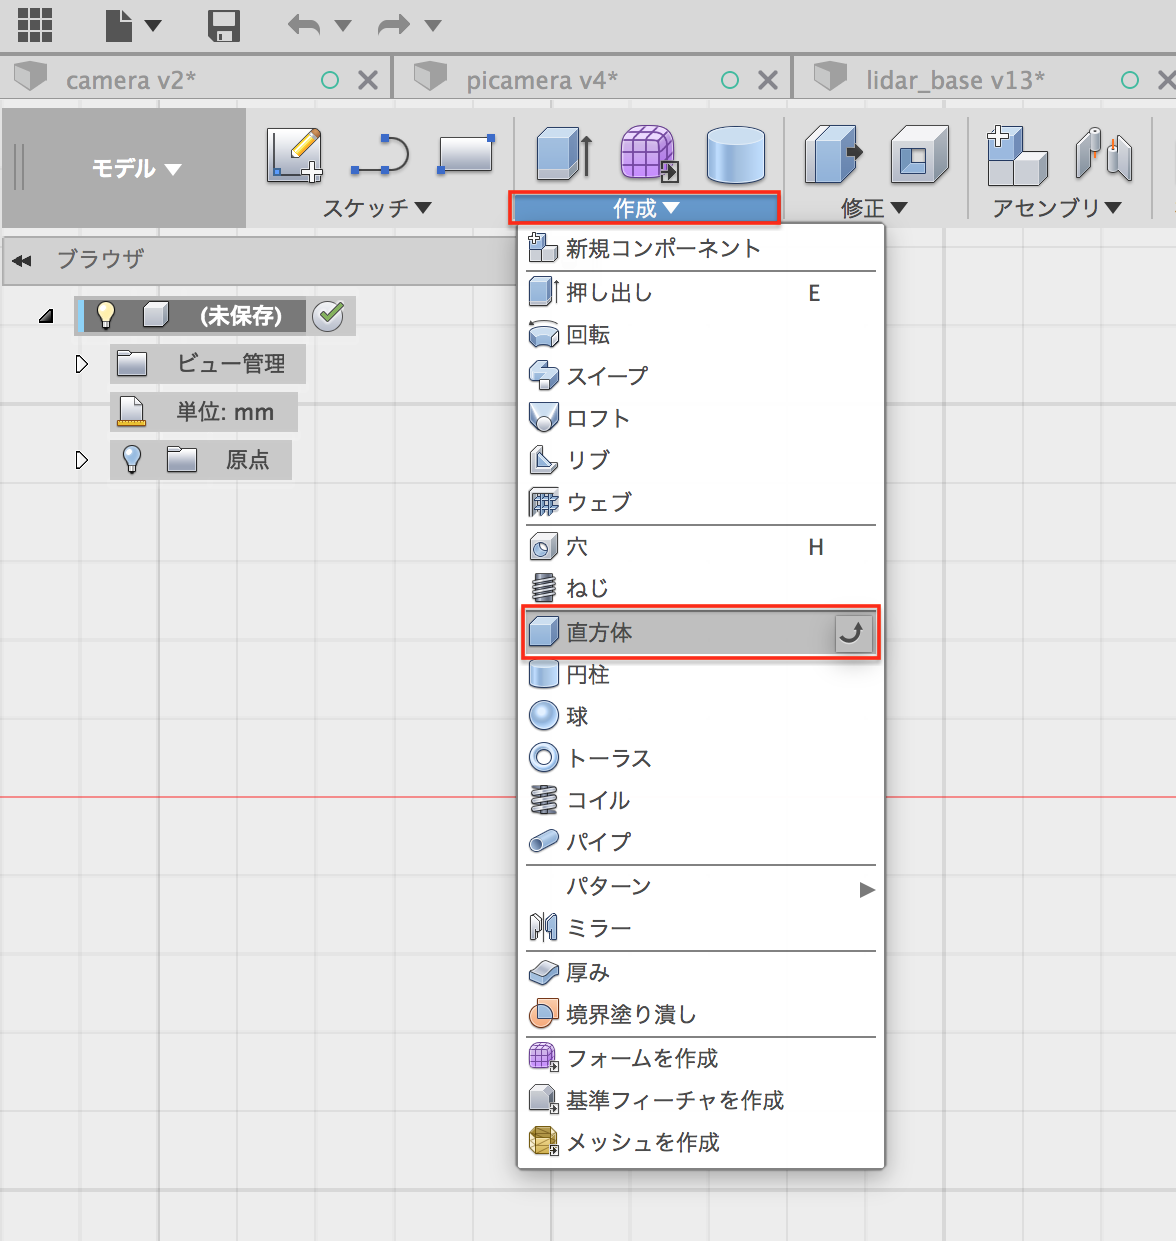 camera v2*
picamera v4*
lidar_base v13*
モデル
スケッチ
作成
修正
アセンブリ
ブラウザ
(未保存)
ビュー管理
単位: mm
原点
新規コンポーネント
押し出し E
回転
スイープ
ロフト
リブ
ウェブ
穴 H
ねじ
直方体
円柱
球
トーラス
コイル
パイプ
パターン
ミラー
厚み
境界塗り潰し
フォームを作成
基準フィーチャを作成
メッシュを作成